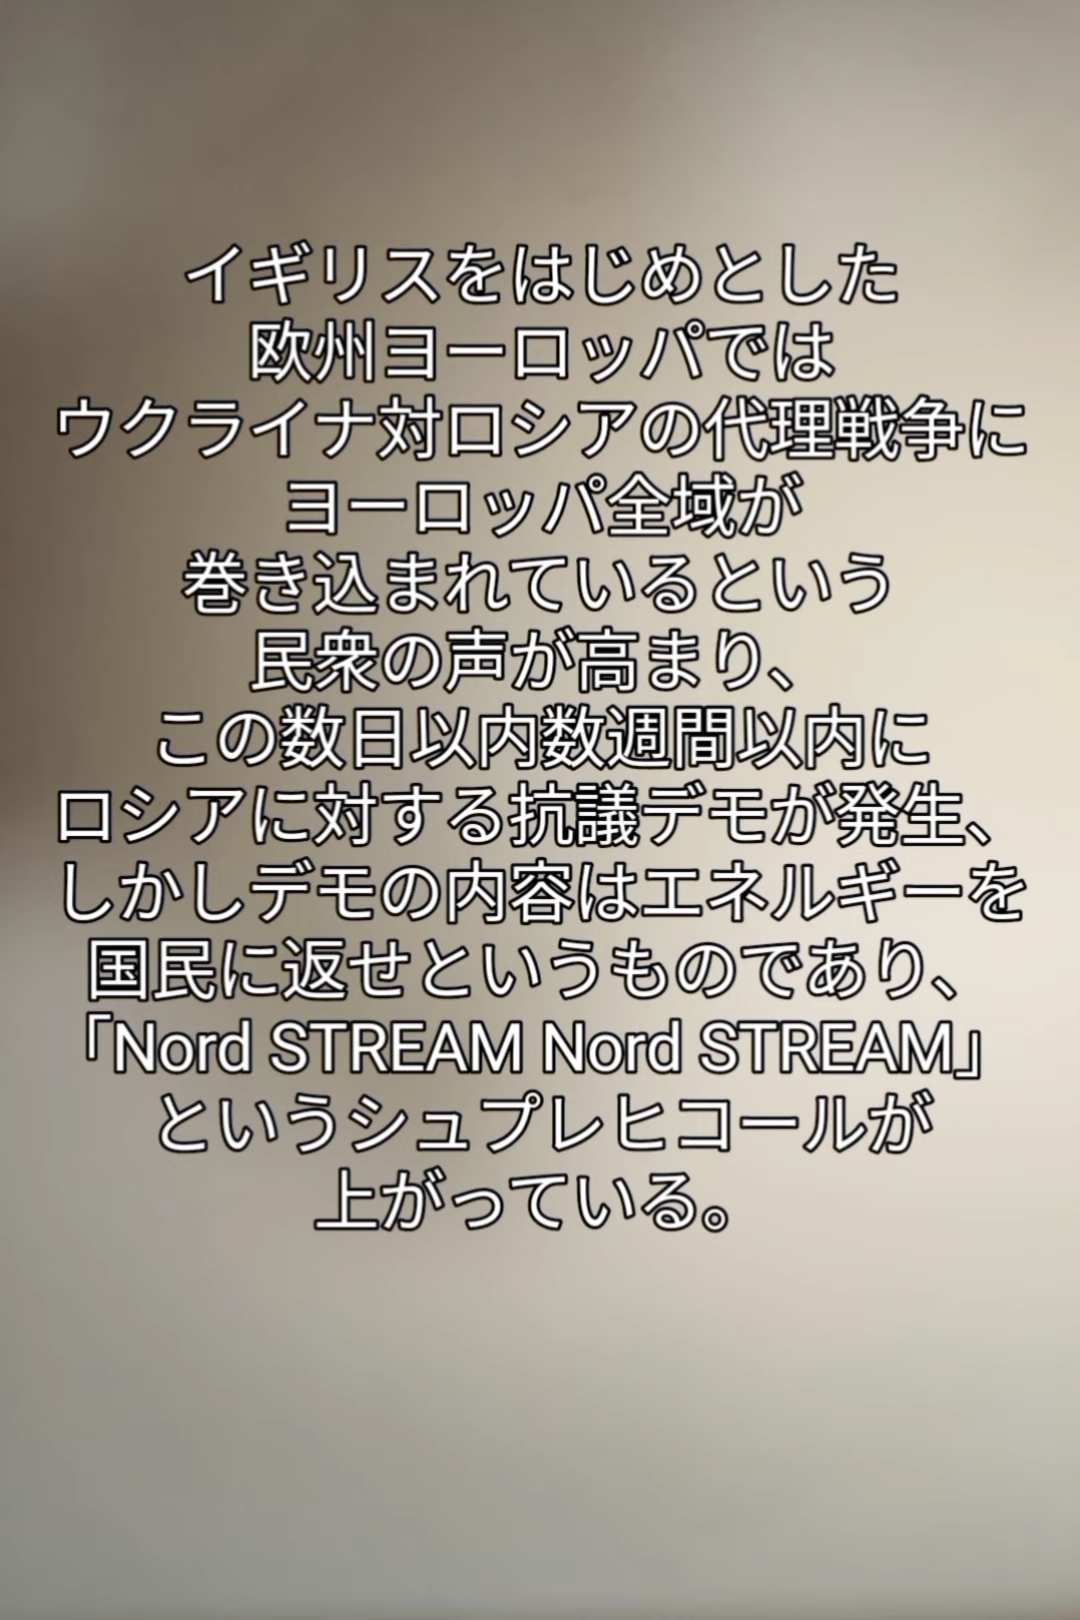 イギリスをはじめとした
欧州ヨーロッパでは
ウクライナ対ロシアの代理戦争に
ヨーロッパ全域が
巻き込まれているという
民衆の声が高まり、
この数日以内数週間以内に
ロシアに対する抗議デモが発生、
しかしデモの内容はエネルギーを
国民に返せというものであり、
「Nord STREAM Nord STREAM」
というシュプレヒコールが
上がっている。